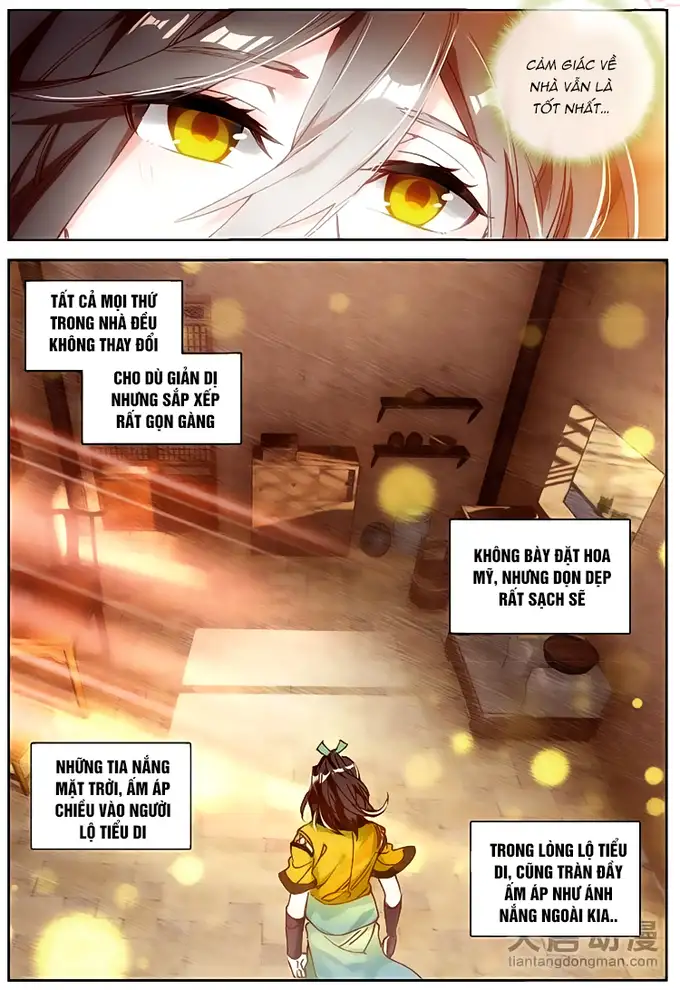 CẢM GIÁC VỀ
NHÀ VẪN LÀ
TỐT NHẤT...
TẤT CẢ MỌI THỨ
TRONG NHÀ ĐỀU
KHÔNG THAY ĐỔI
CHO DÙ GIẢN DỊ
NHƯNG SẮP XẾP
RẤT GỌN GÀNG
KHÔNG BÀY ĐẶT HOA
MỸ, NHƯNG DỌN DẸP
RẤT SẠCH SẼ
NHỮNG TIA NẮNG
MẶT TRỜI, ẤM ÁP
CHIẾU VÀO NGƯỜI
LỘ TIỂU DI
TRONG LÒNG LỘ TIỂU
DI, CŨNG TRÀN ĐẦY
ẤM ÁP NHƯ ÁNH
NẮNG NGOÀI KIA..
tiantangdongman.com